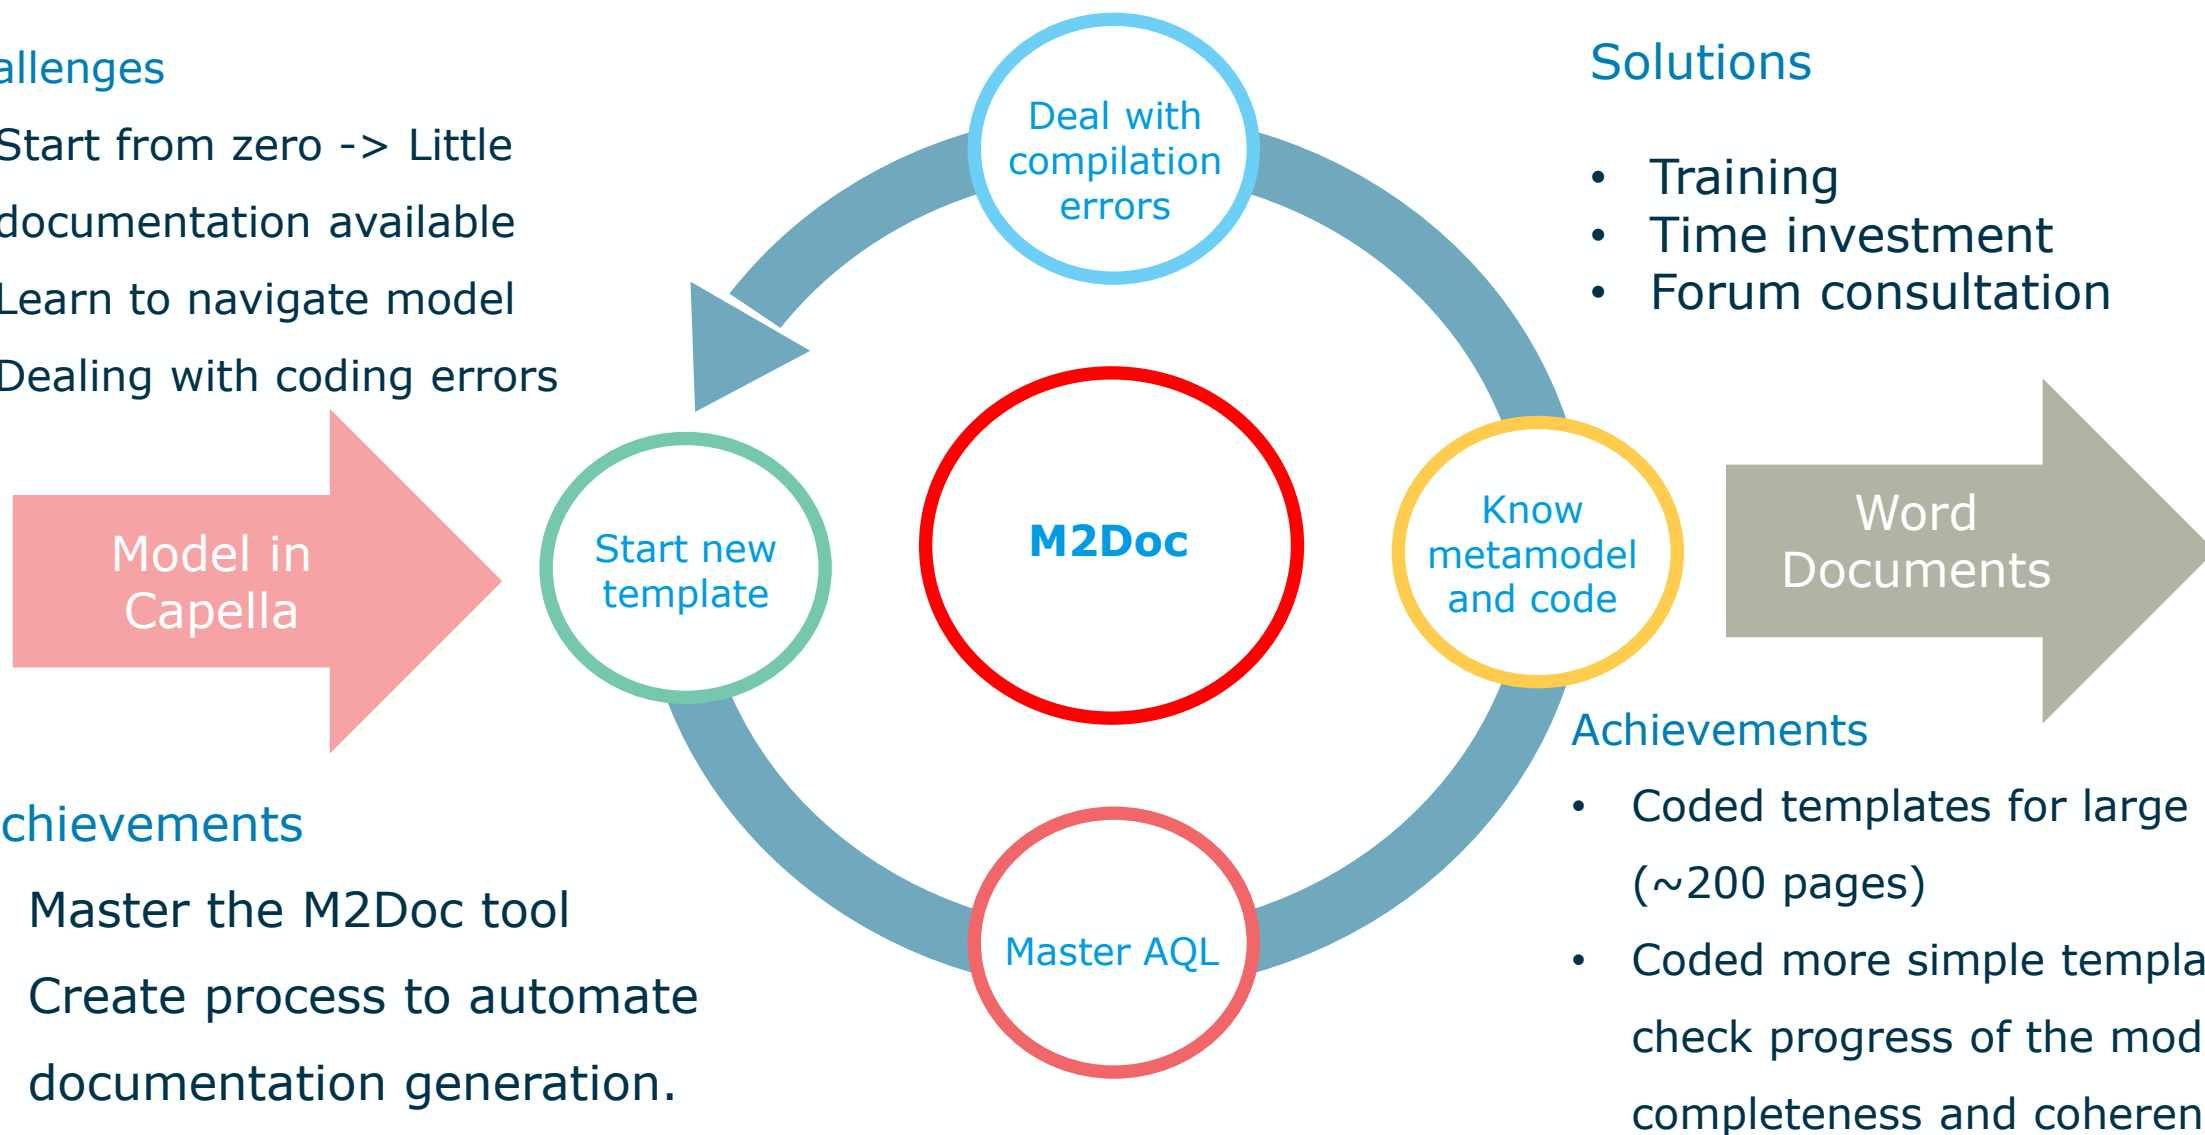 allenges
Start from zero -> Little
documentation available
Learn to navigate model
Dealing with coding errors
Deal with
compilation
errors
Solutions
• Training
• Time investment
• Forum consultation
Model in
Capella
Start new
template
M2Doc
Know
metamodel
and code
Word
Documents
chievements
Master the M2Doc tool
Create process to automate
documentation generation.
Master AQL
Achievements
• Coded templates for large
(~200 pages)
• Coded more simple templa
check progress of the mod
completeness and coheren